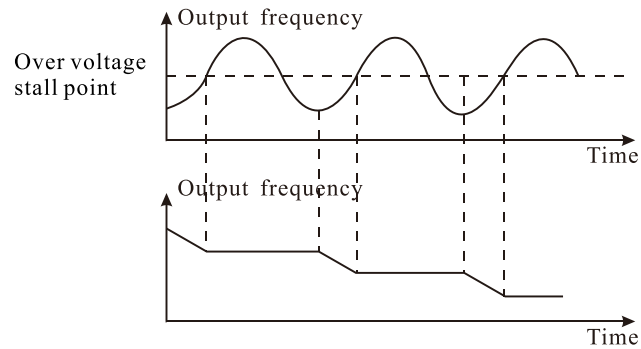 Output frequency
Over voltage
stall point
Time
Output frequency
Time